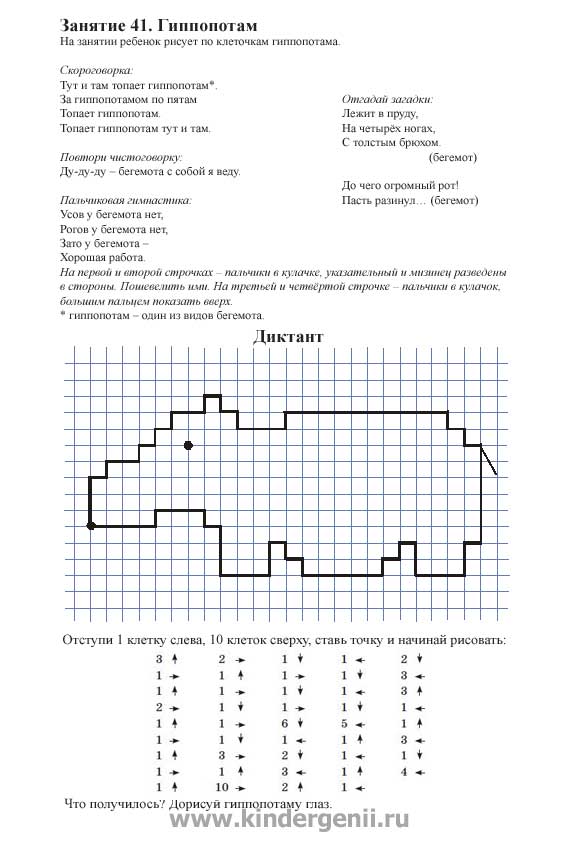 Занятие 41. Гиппопотам
На занятии ребенок рисует по клеточкам гиппопотама.
Скороговорка:
Тут и там топает гиппопотам*.
За гиппопотамом по пятам
Топает гиппопотам.
Топает гиппопотам тут и там.
Повтори чистоговорку:
Ду-ду-ду – бегемота с собой я веду.
Пальчиковая гимнастика:
Усов у бегемота нет,
Рогов у бегемота нет,
Зато у бегемота –
Хорошая работа.
Отгадай загадки:
Лежит в пруду,
На четырёх ногах,
С толстым брюхом.
(бегемот)
До чего огромный рот!
Пасть разинул… (бегемот)
На первой и второй строчках – пальчики в кулачке, указательный и мизинец разведены
в стороны. Пошевелить ими. На третьей и четвёртой строчке – пальчики в кулачок,
большим пальцем показать вверх.
* гиппопотам – один из видов бегемота.
Диктант
Отступи 1 клетку слева, 10 клеток сверху, ставь точку и начинай рисовать:
3 ↑ 2 → 1 ↓ 1 ← 2 ↓
1 → 1 ↑ 1 → 1 ↓ 3 ←
1 ↑ 1 → 1 ↓ 1 ← 3 ↑
2 → 1 ↓ 1 → 1 ↓ 1 ←
1 ↑ 1 → 6 ↓ 5 ← 1 ↑
1 → 1 ↓ 1 ← 1 ↑ 3 ←
1 ↑ 3 → 2 ↓ 1 ← 1 ↓
1 → 1 ↑ 3 ← 1 ↑ 4 ←
1 ↑ 10 → 2 ↑ 1 ←
Что получилось? Дорисуй гиппопотаму глаз.
www.kindergenii.ru